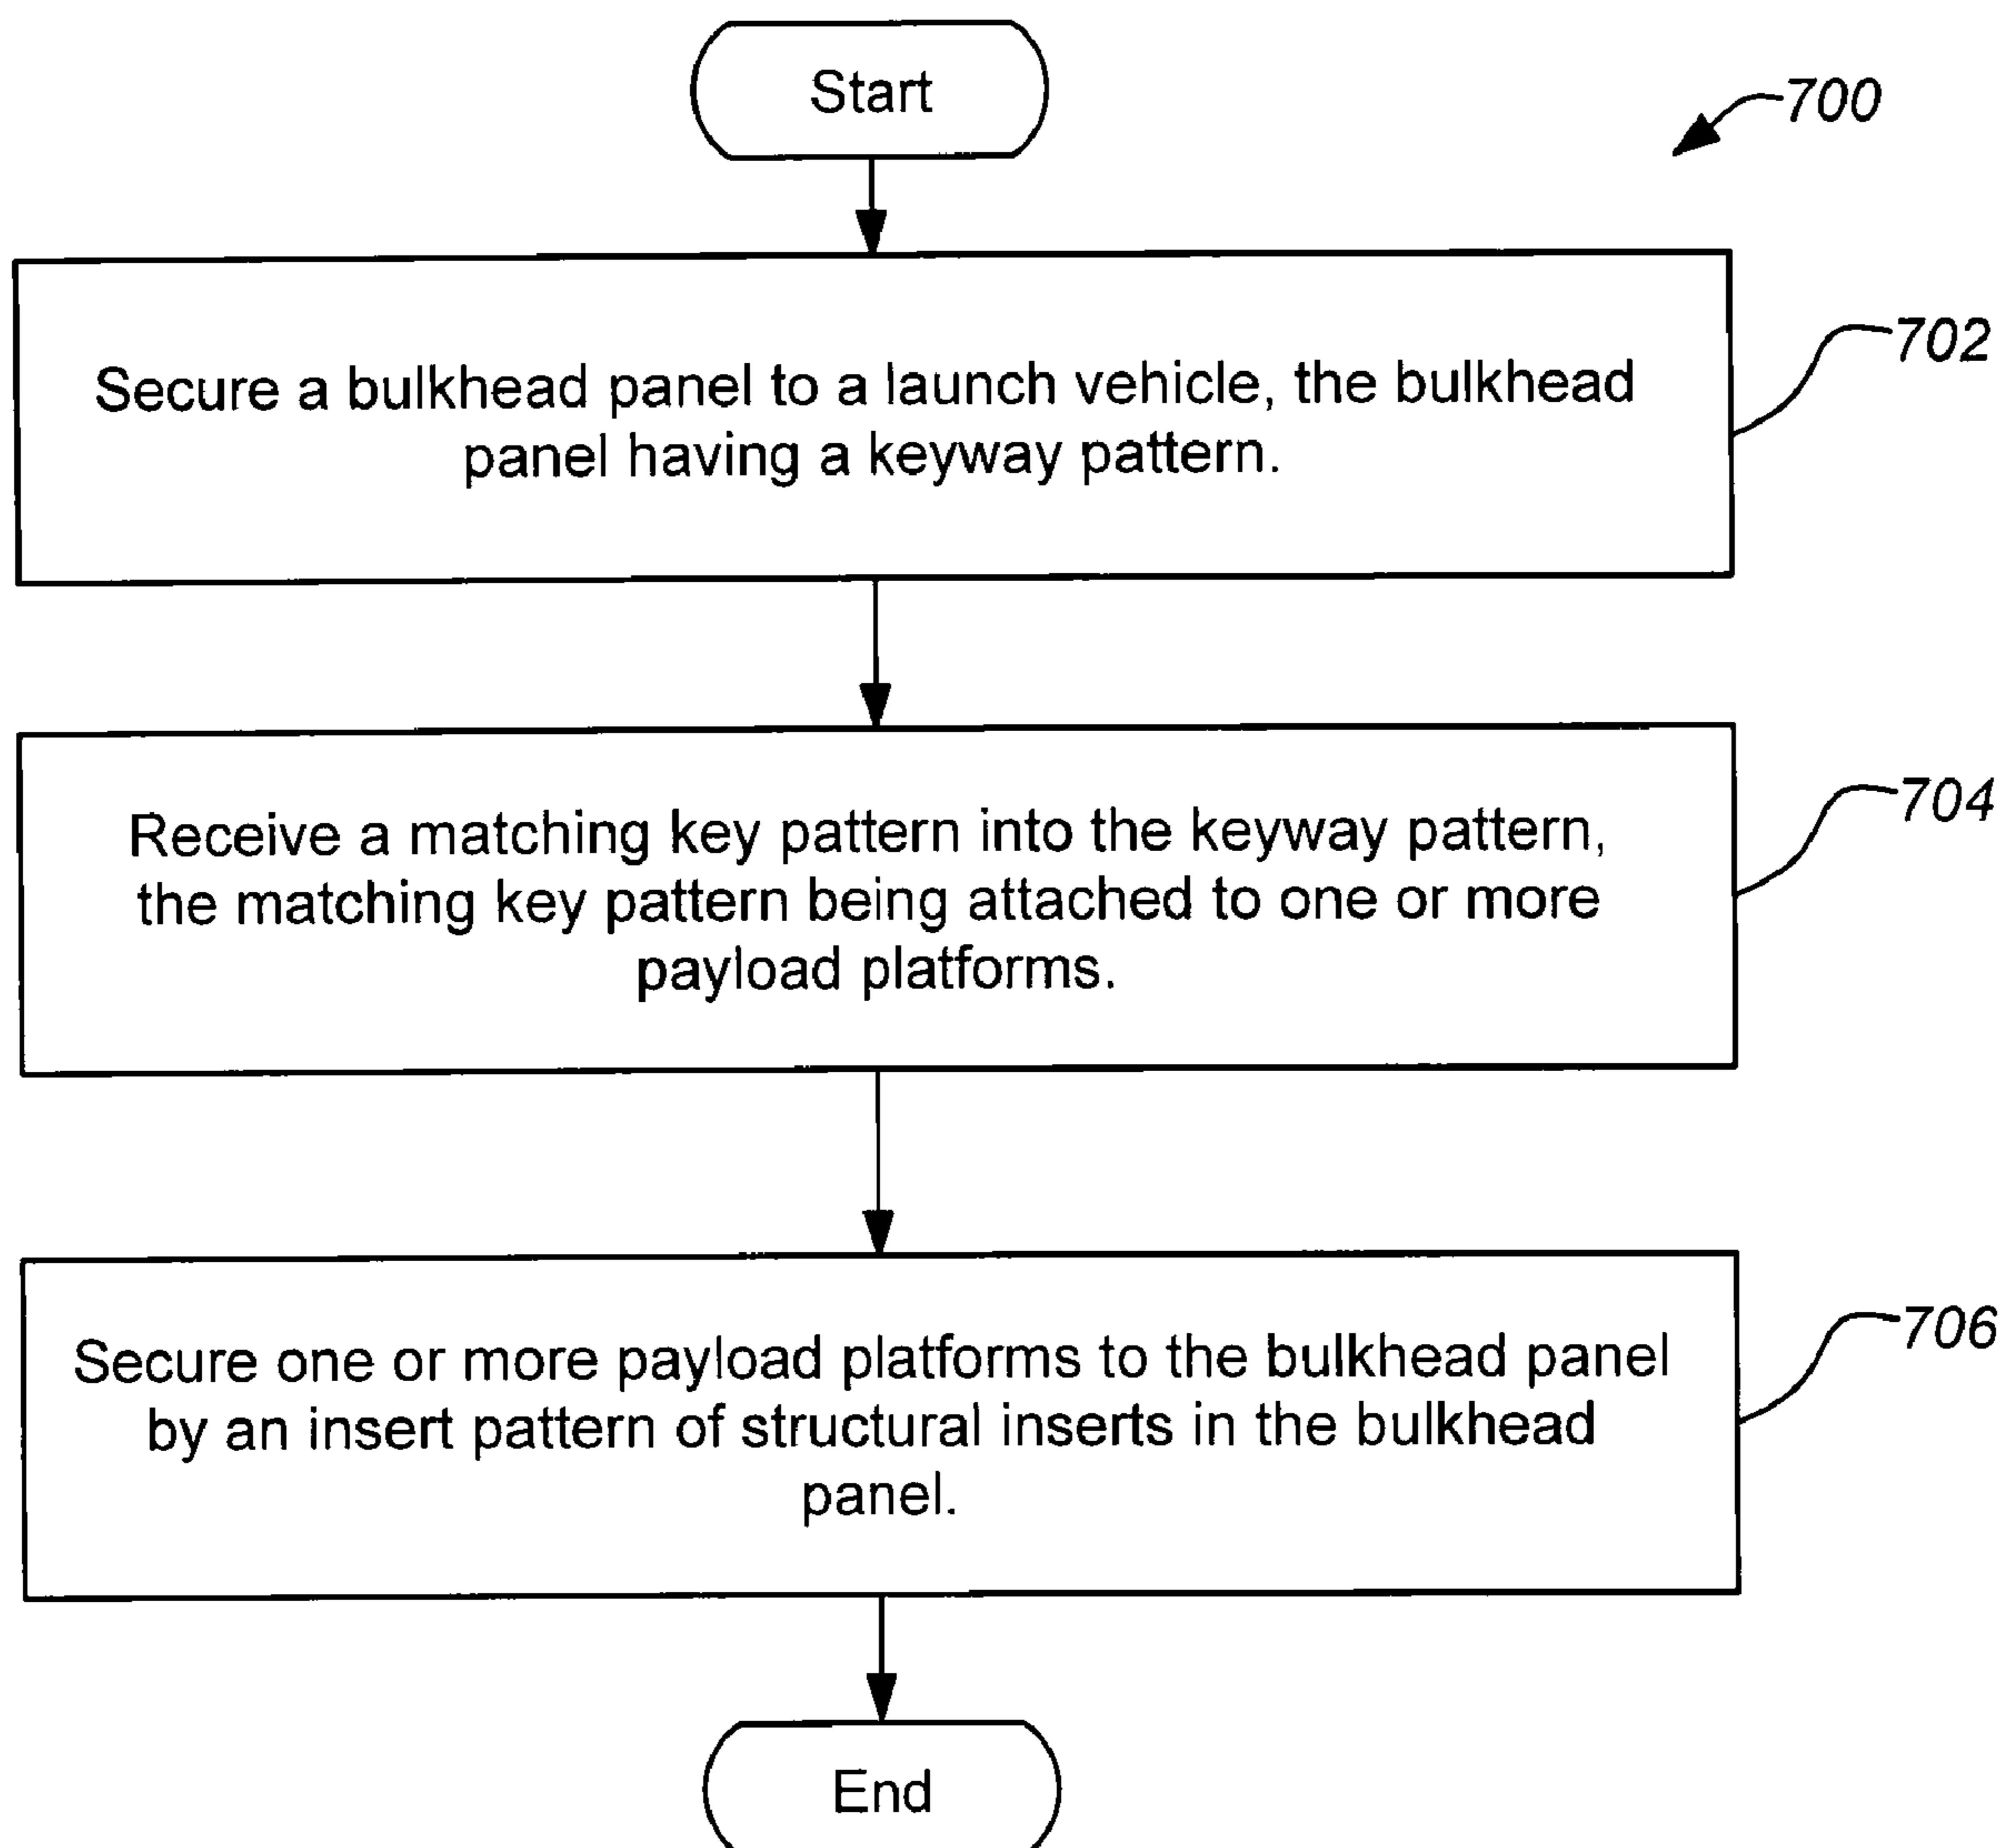 Start
700
Secure a bulkhead panel to a launch vehicle, the bulkhead
panel having a keyway pattern.
702
Receive a matching key pattern into the keyway pattern,
the matching key pattern being attached to one or more
payload platforms.
704
Secure one or more payload platforms to the bulkhead panel
by an insert pattern of structural inserts in the bulkhead
panel.
706
End